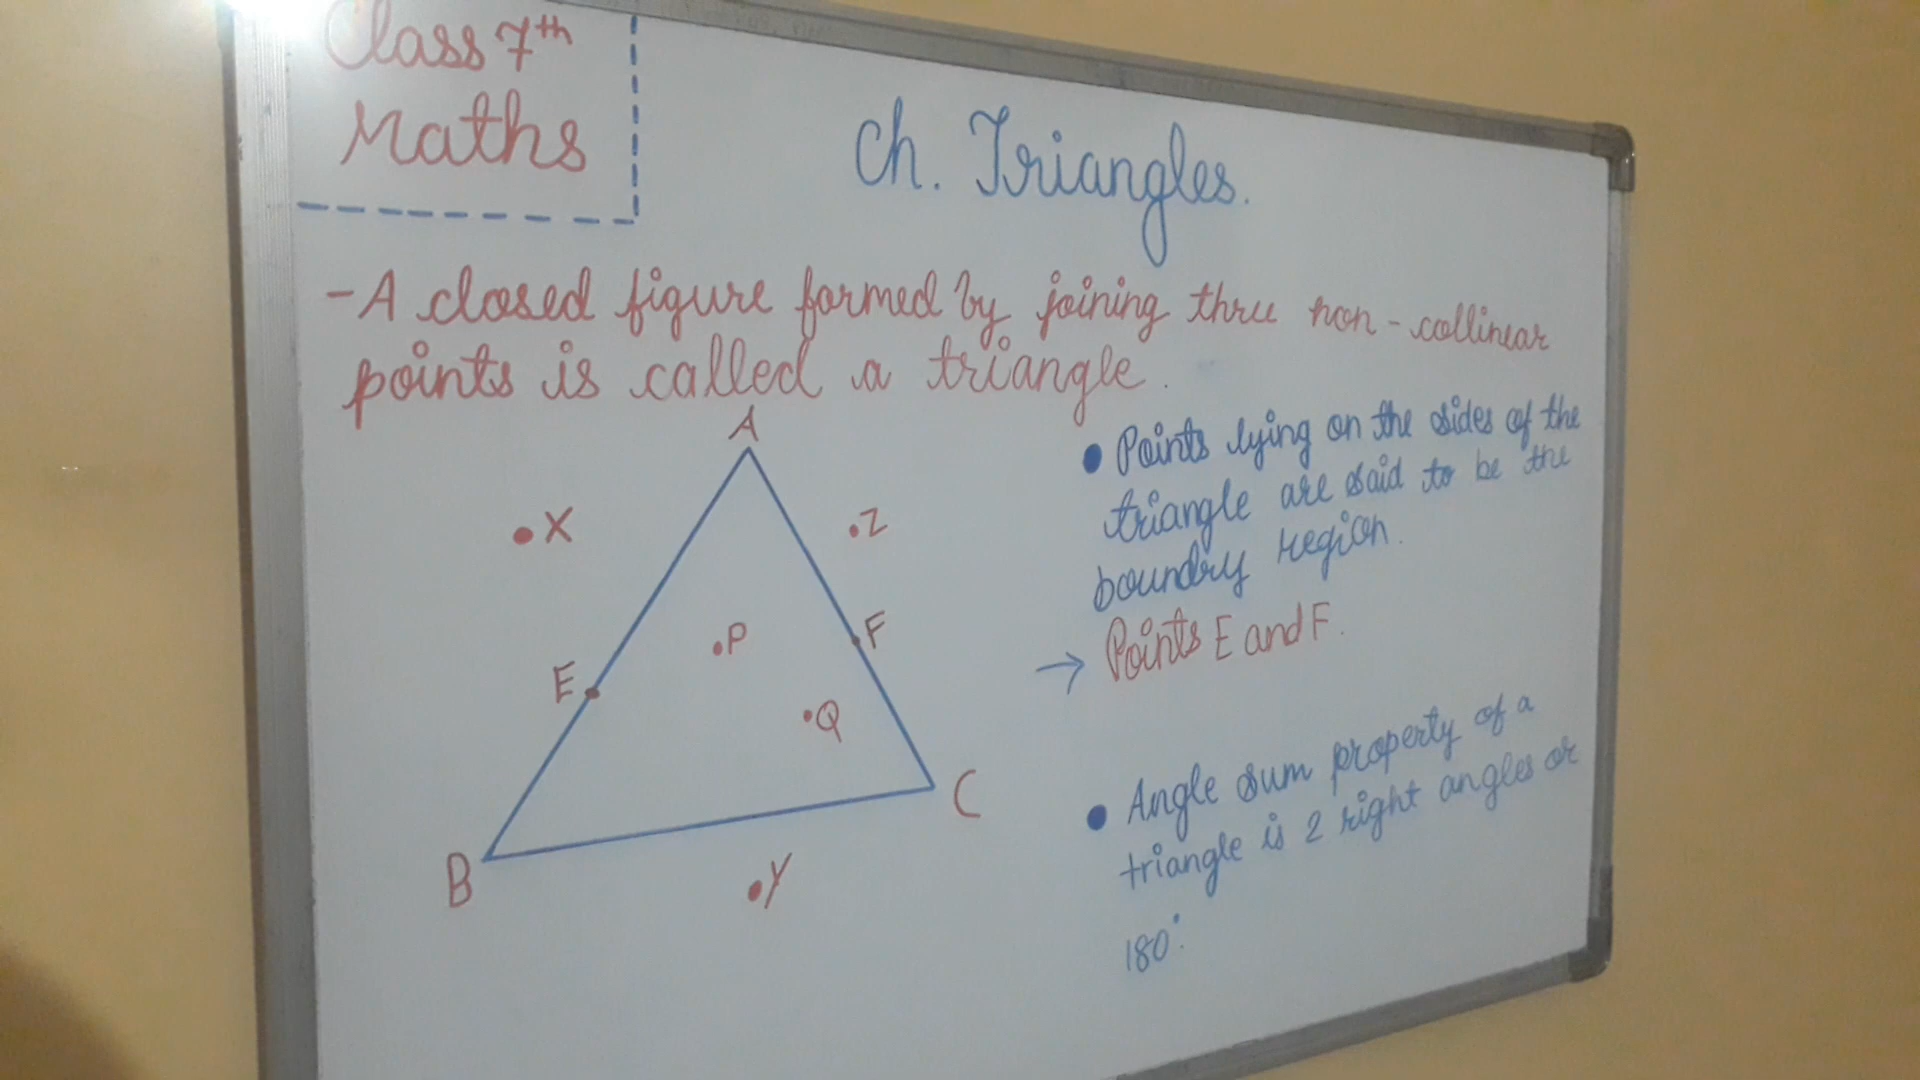 Class 7th
Maths
Ch. Triangles.
- A closed figure formed by joining three non-collinear
points is called a triangle.
A
• X
• Z
• P
F
E
• Q
C
B
• Y
• Points lying on the sides of the
triangle are said to be the
boundry region.
→ Points E and F.
• Angle sum property of a
triangle is 2 right angles or
180°.